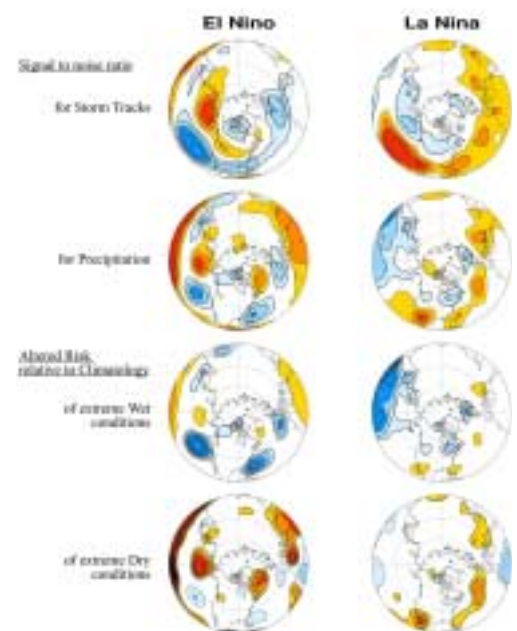 El Nino
La Nina
Signal to noise ratio
for Storm Tracks
for Precipitation
Altered Risk
relative to Climatology
of extreme Wet
conditions
of extreme Dry
conditions